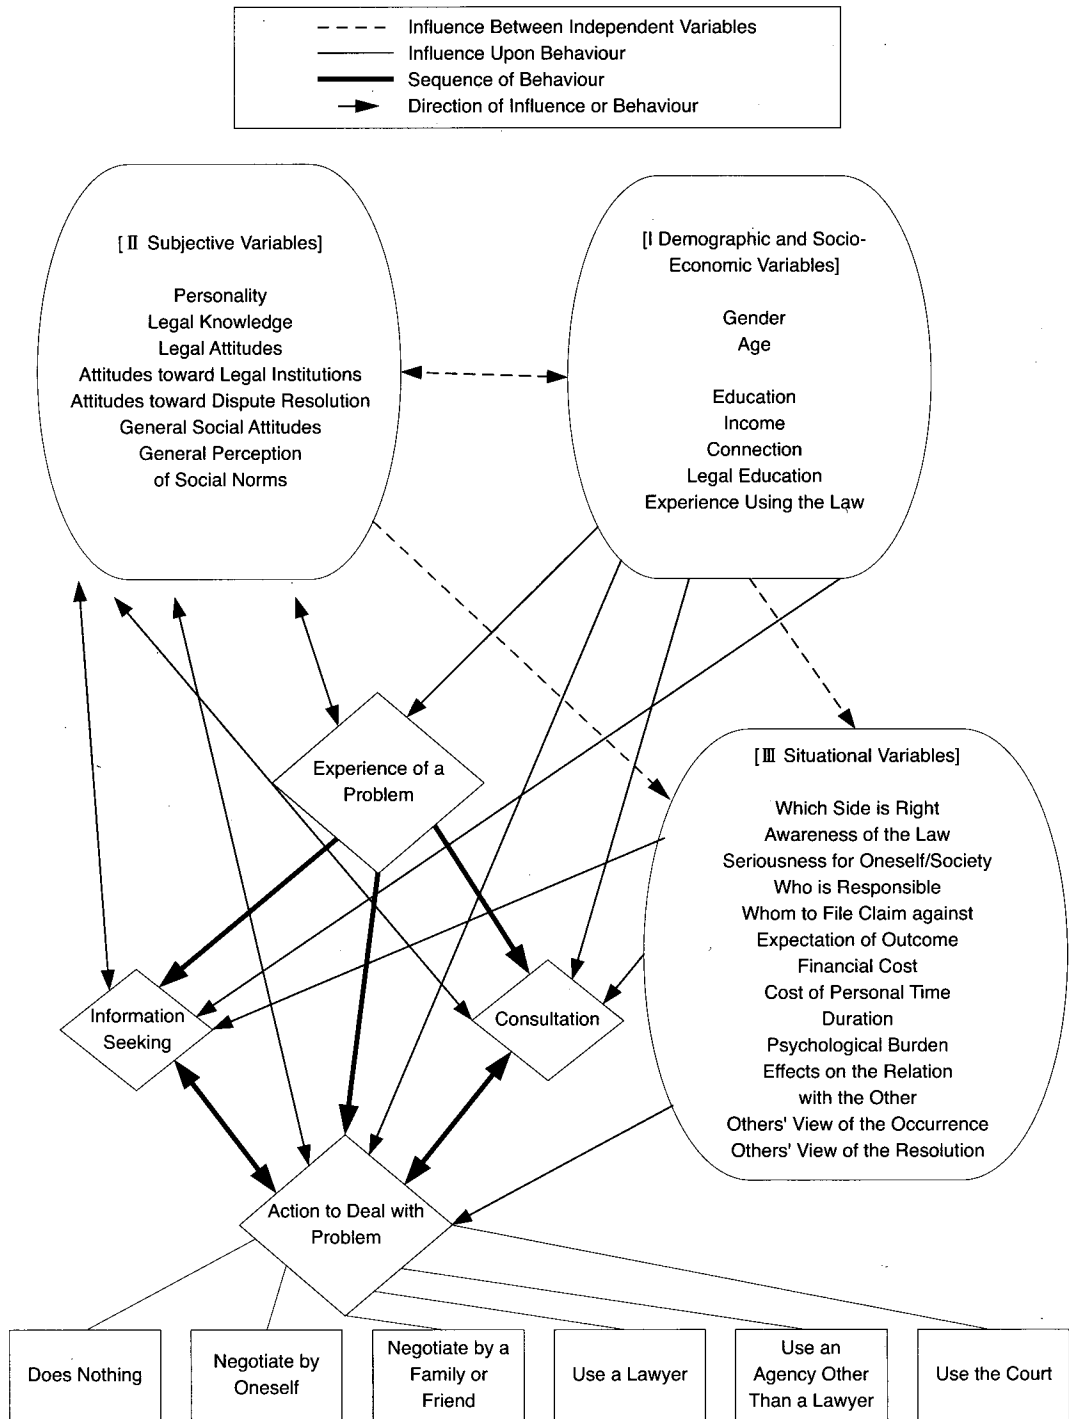 Influence Between Independent Variables
Influence Upon Behaviour
Sequence of Behaviour
Direction of Influence or Behaviour
[ Ⅱ Subjective Variables]
Personality
Legal Knowledge
Legal Attitudes
Attitudes toward Legal Institutions
Attitudes toward Dispute Resolution
General Social Attitudes
General Perception
of Social Norms
[I Demographic and Socio-
Economic Variables]
Gender
Age
Education
Income
Connection
Legal Education
Experience Using the Law
Experience of a
Problem
[ Ⅲ Situational Variables]
Which Side is Right
Awareness of the Law
Seriousness for Oneself/Society
Who is Responsible
Whom to File Claim against
Expectation of Outcome
Financial Cost
Cost of Personal Time
Duration
Psychological Burden
Effects on the Relation
with the Other
Others' View of the Occurrence
Others' View of the Resolution
Information
Seeking
Consultation
Action to Deal with
Problem
Does Nothing
Negotiate by
Oneself
Negotiate by a
Family or
Friend
Use a Lawyer
Use an
Agency Other
Than a Lawyer
Use the Court